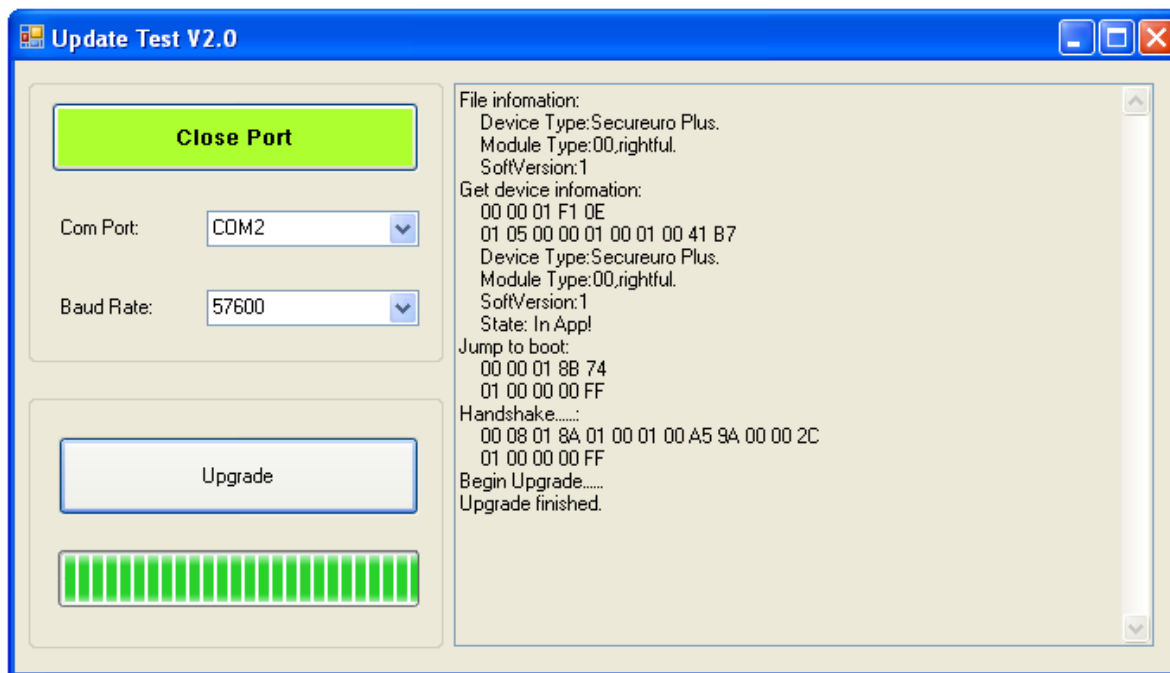 Update Test V2.0
Close Port
Com Port:
COM2
Baud Rate:
57600
Upgrade
File infomation:
Device Type:Secureuro Plus.
Module Type:00,rightful.
SoftVersion:1
Get device infomation:
00 00 01 F1 0E
01 05 00 00 01 00 01 00 41 B7
Device Type:Secureuro Plus.
Module Type:00,rightful.
SoftVersion:1
State: In App!
Jump to boot:
00 00 01 8B 74
01 00 00 00 FF
Handshake.....:
00 08 01 8A 01 00 01 00 A5 9A 00 00 2C
01 00 00 00 FF
Begin Upgrade......
Upgrade finished.